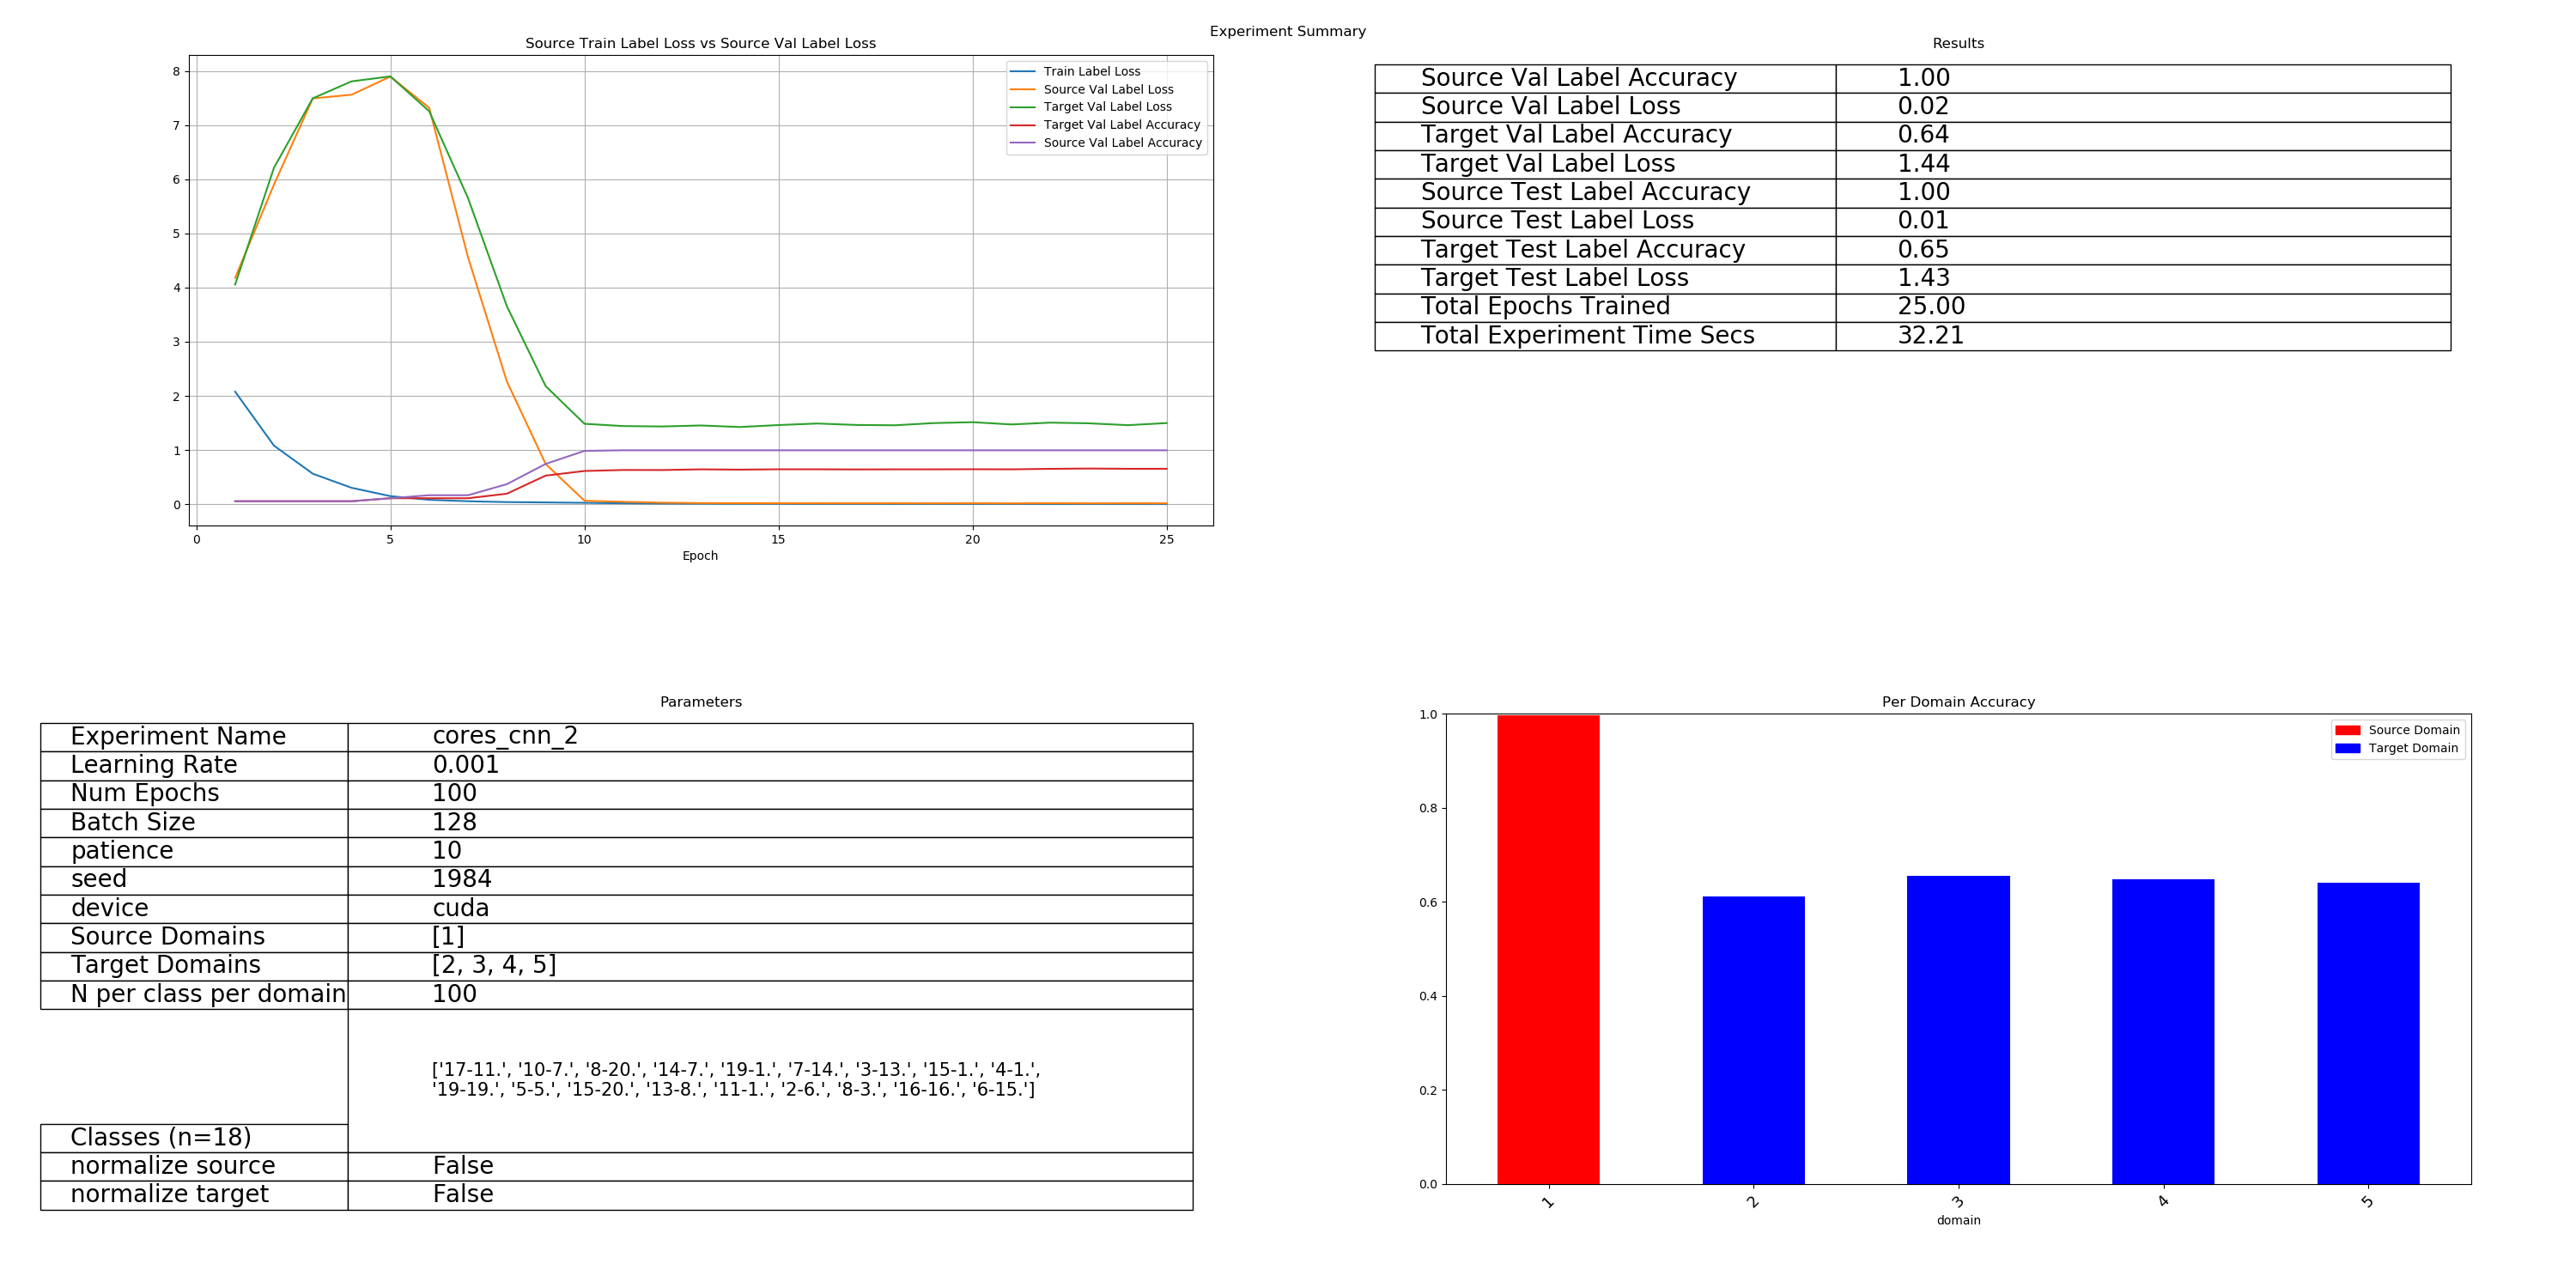 Experiment Summary
Source Train Label Loss vs Source Val Label Loss
8
7
6
5
4
3
2
1
0
0 5 10 15 20 25
Epoch
Train Label Loss
Source Val Label Loss
Target Val Label Loss
Target Val Label Accuracy
Source Val Label Accuracy
Results
Source Val Label Accuracy 1.00
Source Val Label Loss 0.02
Target Val Label Accuracy 0.64
Target Val Label Loss 1.44
Source Test Label Accuracy 1.00
Source Test Label Loss 0.01
Target Test Label Accuracy 0.65
Target Test Label Loss 1.43
Total Epochs Trained 25.00
Total Experiment Time Secs 32.21
Parameters
Experiment Name cores_cnn_2
Learning Rate 0.001
Num Epochs 100
Batch Size 128
patience 10
seed 1984
device cuda
Source Domains [1]
Target Domains [2, 3, 4, 5]
N per class per domain 100
['17-11.', '10-7.', '8-20.', '14-7.', '19-1.', '7-14.', '3-13.', '15-1.', '4-1.',
'19-19.', '5-5.', '15-20.', '13-8.', '11-1.', '2-6.', '8-3.', '16-16.', '6-15.']
Classes (n=18)
normalize source False
normalize target False
Per Domain Accuracy
1.0
0.8
0.6
0.4
0.2
0.0
Source Domain
Target Domain
1 2 3 4 5
domain